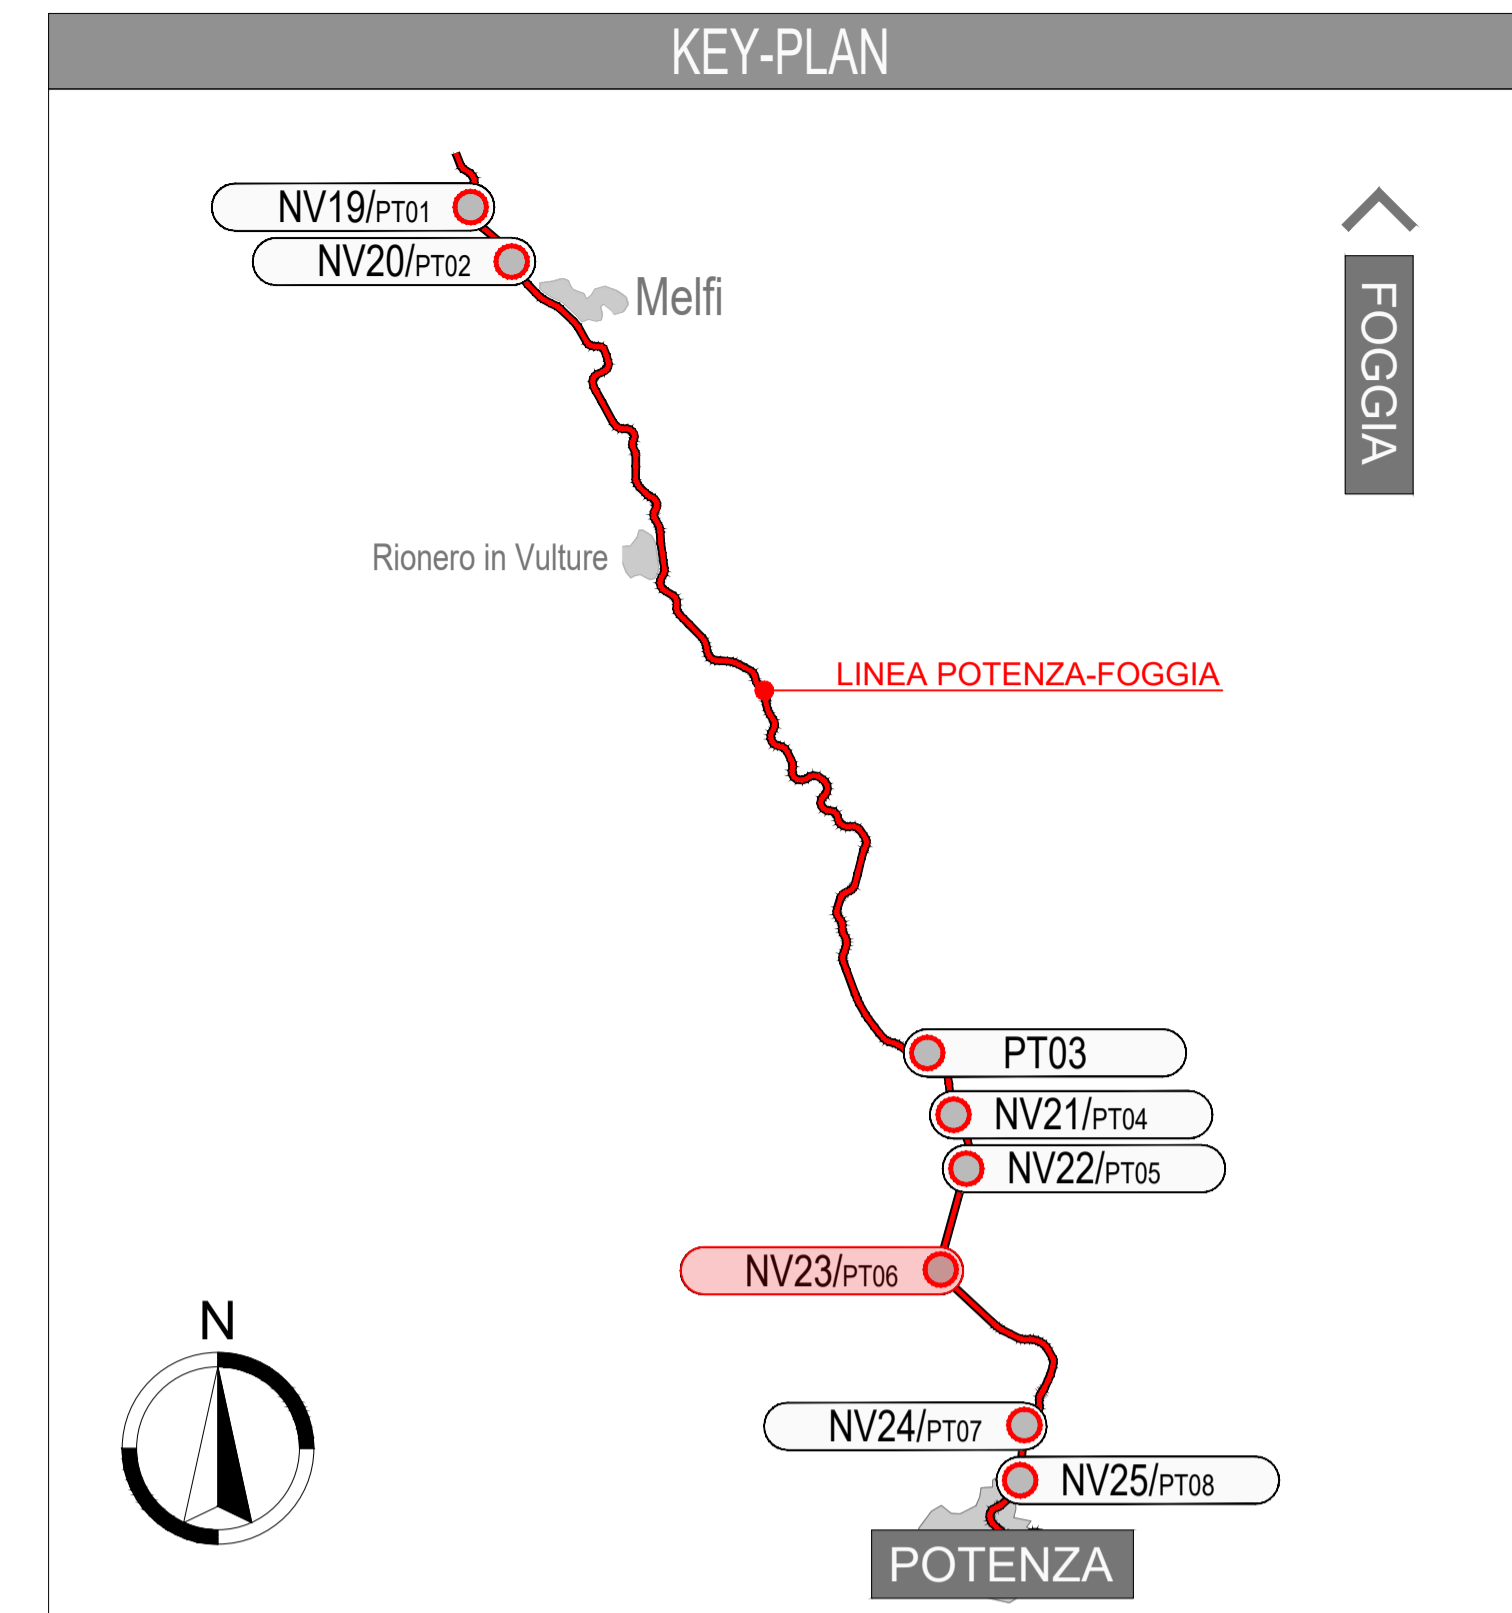 KEY-PLAN
NV19/PT01
NV20/PT02
Melfi
FOGGIA
Rionero in Vulture
LINEA POTENZA-FOGGIA
PT03
NV21/PT04
NV22/PT05
NV23/PT06
N
NV24/PT07
NV25/PT08
POTENZA